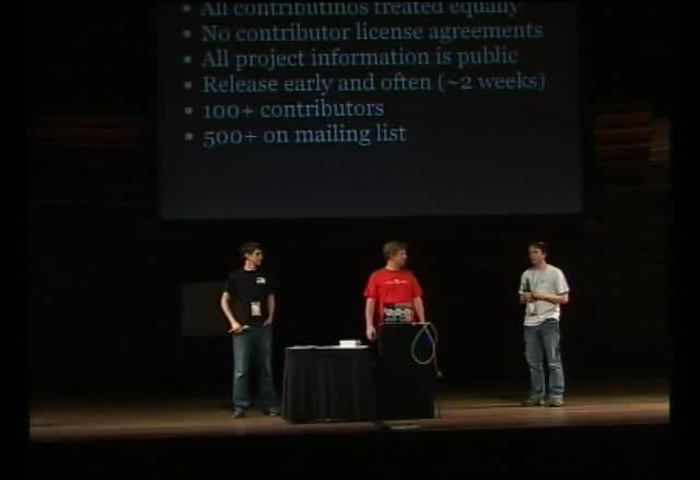 All contributinos treated equally
No contributor license agreements
All project information is public
Release early and often (~2 weeks)
100+ contributors
500+ on mailing list